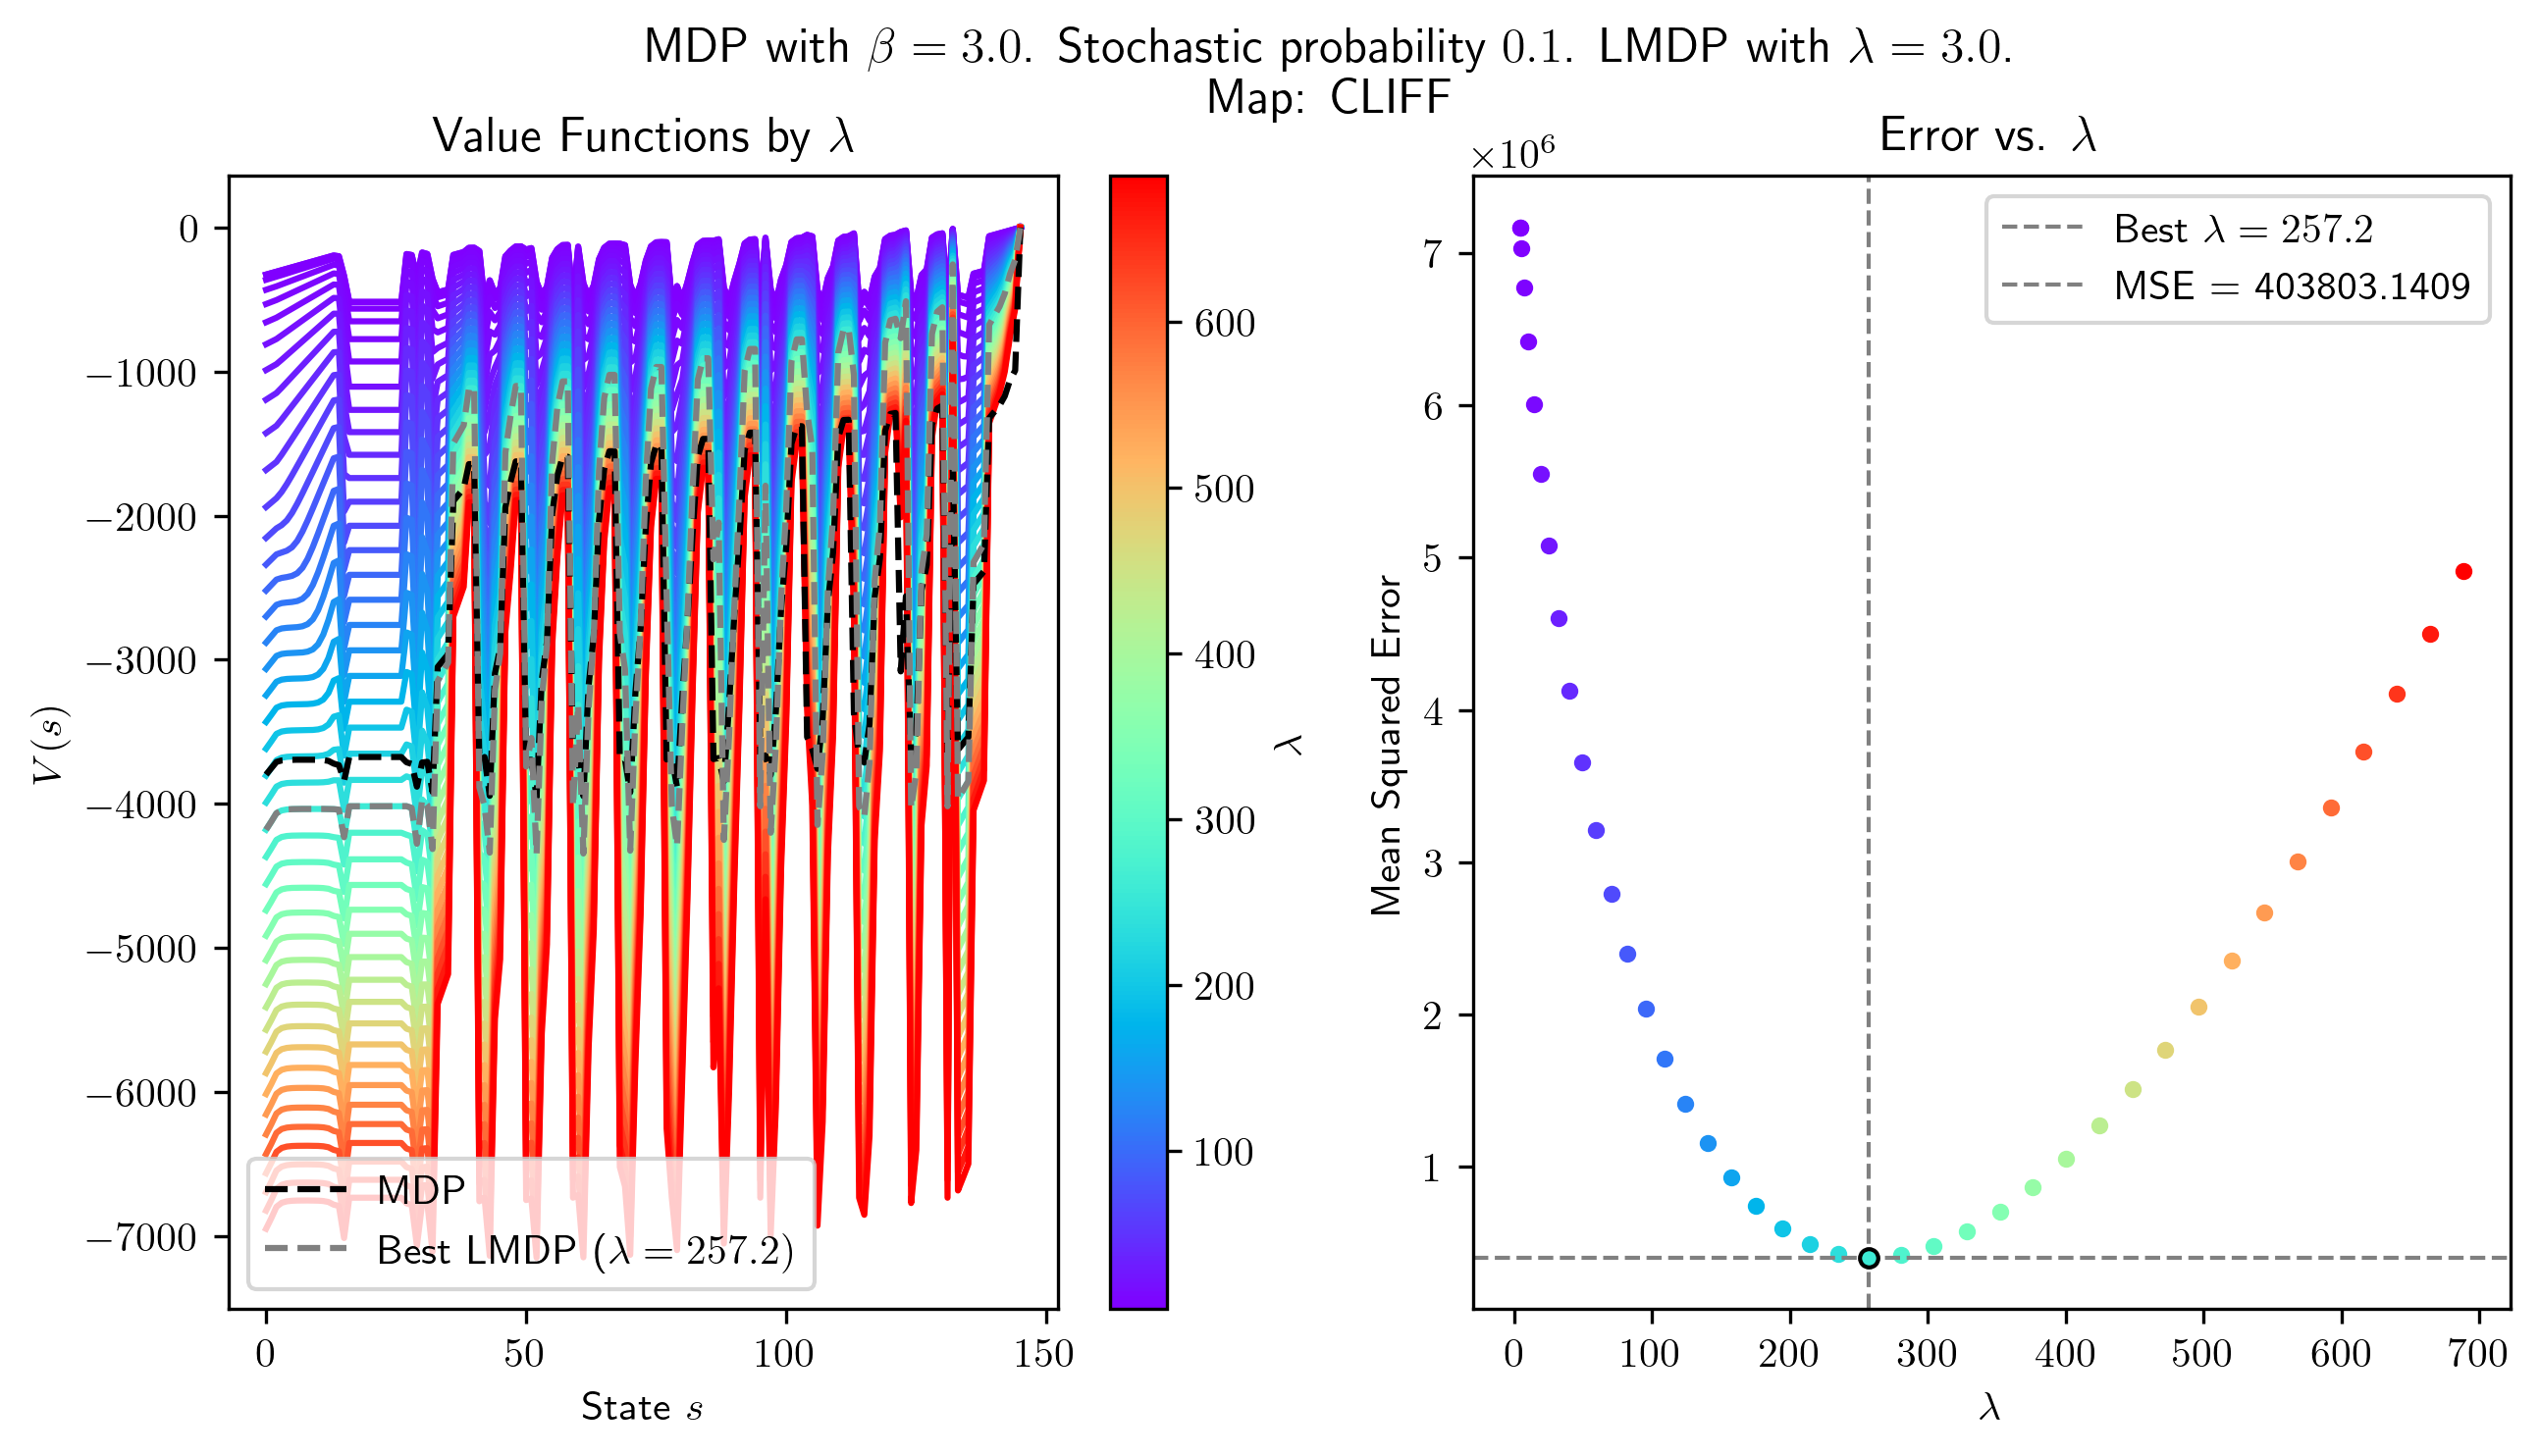 MDP with β = 3.0. Stochastic probability 0.1. LMDP with λ = 3.0.
Map: CLIFF
Value Functions by λ
0
−1000
−2000
−3000
−4000
−5000
−6000
−7000
V(s)
0
50
100
150
State s
MDP
Best LMDP (λ = 257.2)
600
500
400
300
200
100
λ
Error vs. λ
×10⁶
7
6
5
4
3
2
1
Mean Squared Error
0
100
200
300
400
500
600
700
λ
Best λ = 257.2
MSE = 403803.1409